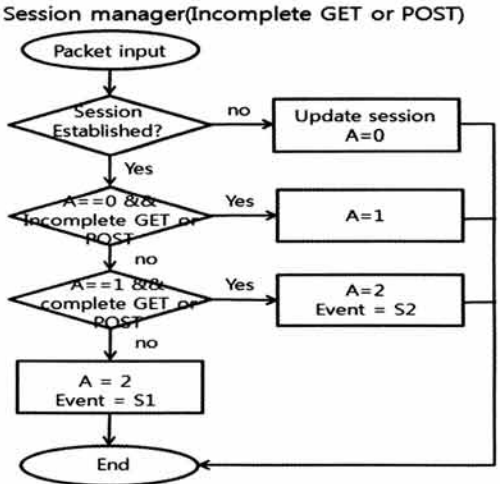 Session manager(Incomplete GET or POST)
Packet input
Session
Established?
no
Update session
A=0
Yes
A==0 &&
Incomplete GET or
POST
Yes
A=1
no
A==1 &&
complete GET or
POST
Yes
A=2
Event = S2
no
A = 2
Event = S1
End